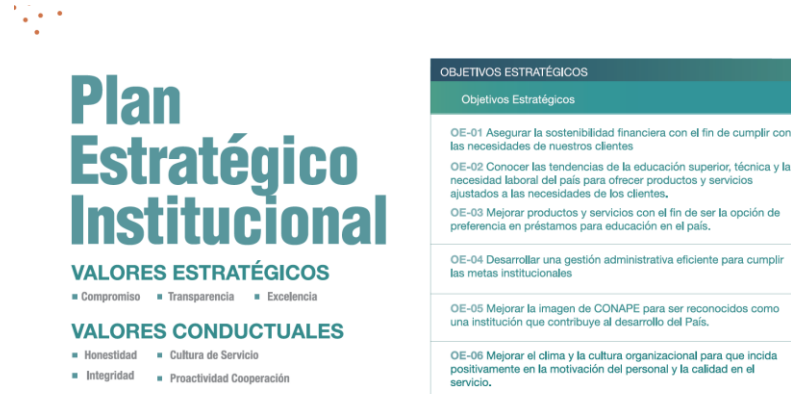 Plan
Estratégico
Institucional
VALORES ESTRATÉGICOS
Compromiso Transparencia Excelencia
VALORES CONDUCTUALES
Honestidad Cultura de Servicio
Integridad Proactividad Cooperación
OBJETIVOS ESTRATÉGICOS
Objetivos Estratégicos
OE-01 Asegurar la sostenibilidad financiera con el fin de cumplir con
las necesidades de nuestros clientes
OE-02 Conocer las tendencias de la educación superior, técnica y la
necesidad laboral del país para ofrecer productos y servicios
ajustados a las necesidades de los clientes.
OE-03 Mejorar productos y servicios con el fin de ser la opción de
preferencia en préstamos para educación en el país.
OE-04 Desarrollar una gestión administrativa eficiente para cumplir
las metas institucionales
OE-05 Mejorar la imagen de CONAPE para ser reconocidos como
una institución que contribuye al desarrollo del País.
OE-06 Mejorar el clima y la cultura organizacional para que incida
positivamente en la motivación del personal y la calidad en el
servicio.